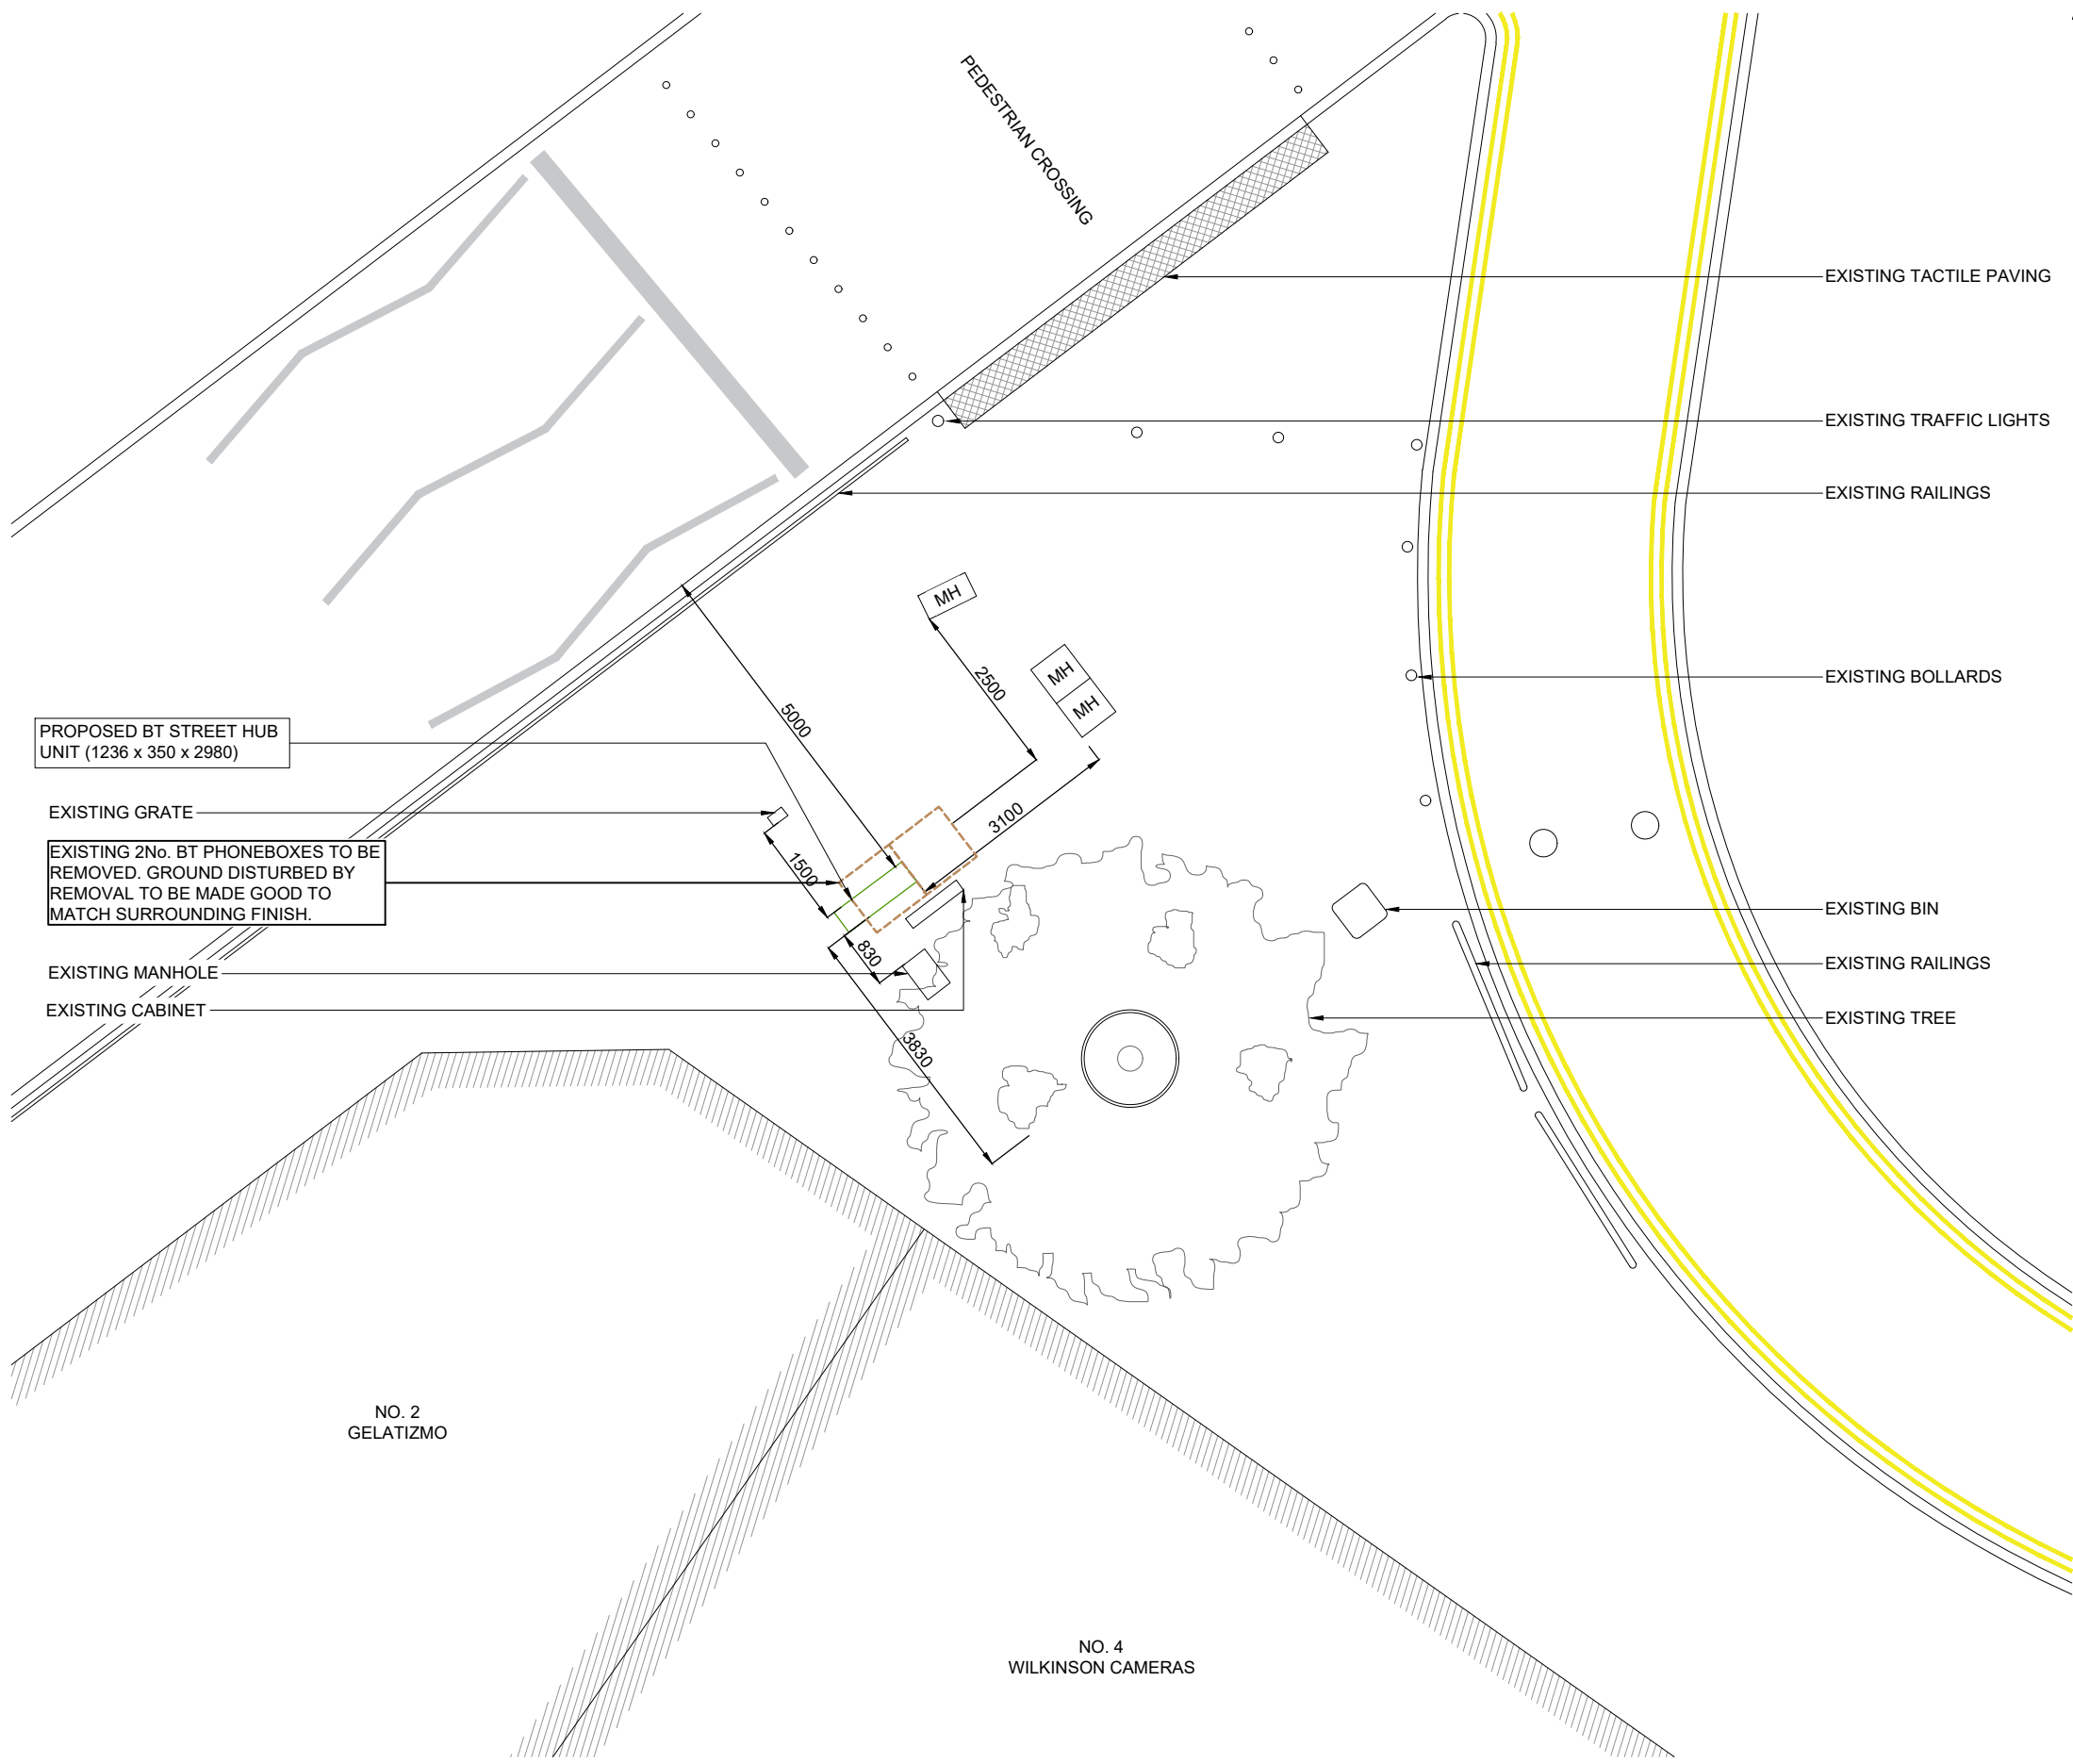 PEDESTRIAN CROSSING
EXISTING TACTILE PAVING
EXISTING TRAFFIC LIGHTS
EXISTING RAILINGS
MH
2500
MH
MH
EXISTING BOLLARDS
5000
PROPOSED BT STREET HUB
UNIT (1236 x 350 x 2980)
3100
EXISTING GRATE
EXISTING 2No. BT PHONEBOXES TO BE
REMOVED. GROUND DISTURBED BY
REMOVAL TO BE MADE GOOD TO
MATCH SURROUNDING FINISH.
1500
EXISTING BIN
830
EXISTING MANHOLE
EXISTING RAILINGS
EXISTING CABINET
EXISTING TREE
3830
NO. 2
GELATIZMO
NO. 4
WILKINSON CAMERAS